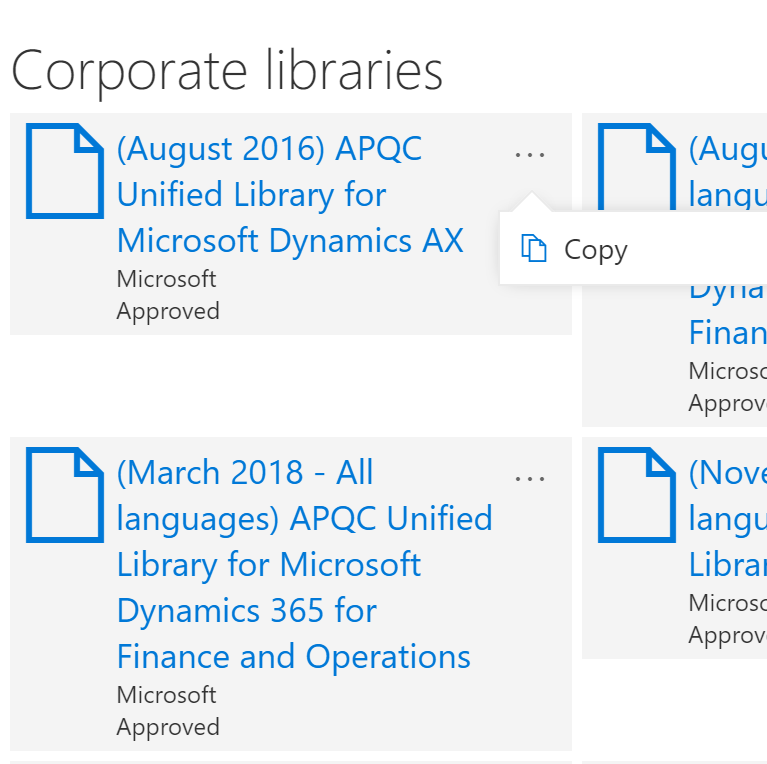 Corporate libraries
(August 2016) APQC
Unified Library for
Microsoft Dynamics AX
Microsoft
Approved
...
Copy
(March 2018 - All
languages) APQC Unified
Library for Microsoft
Dynamics 365 for
Finance and Operations
Microsoft
Approved
...